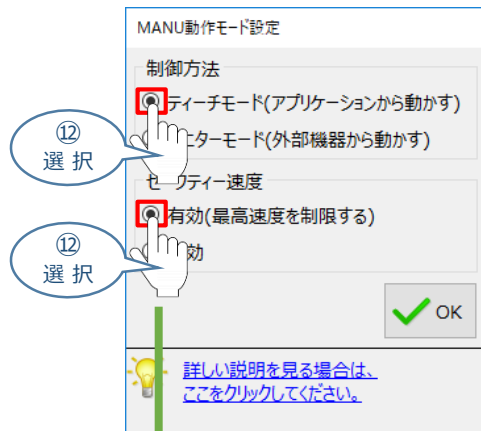 MANU動作モード設定
制御方法
ティーチモード(アプリケーションから動かす)
⑫
選 択
ニターモード(外部機器から動かす)
セ
ティー速度
有効(最高速度を制限する)
⑫
選 択
効
OK
詳しい説明を見る場合は、
ここをクリックしてください。